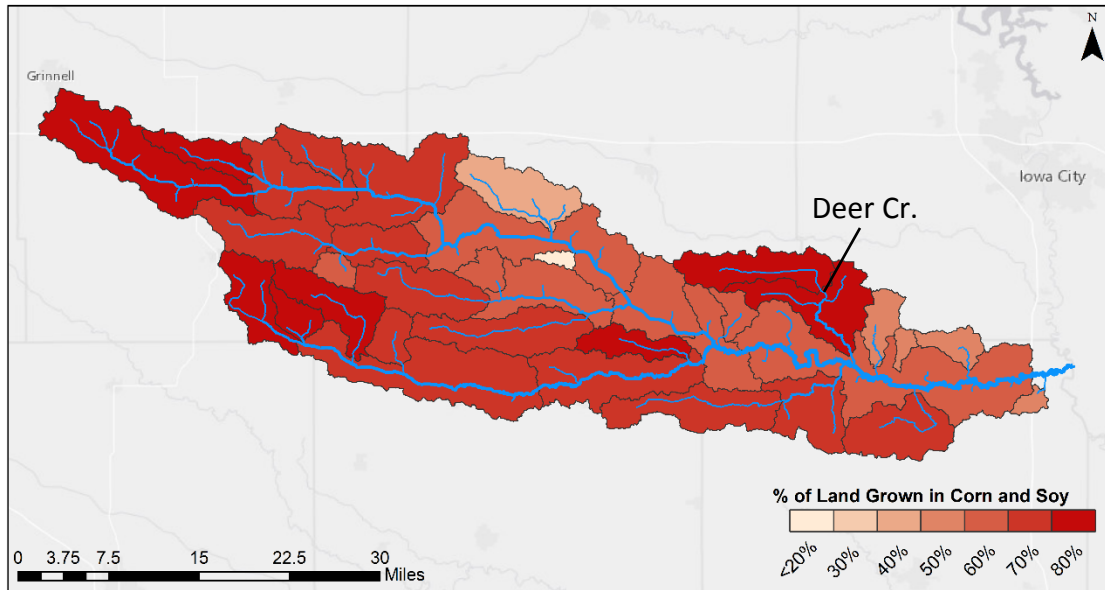 N
Grinnell
Iowa City
Deer Cr.
% of Land Grown in Corn and Soy
<20% 30% 40% 50% 60% 70% 80%
0 3.75 7.5 15 22.5 30
Miles